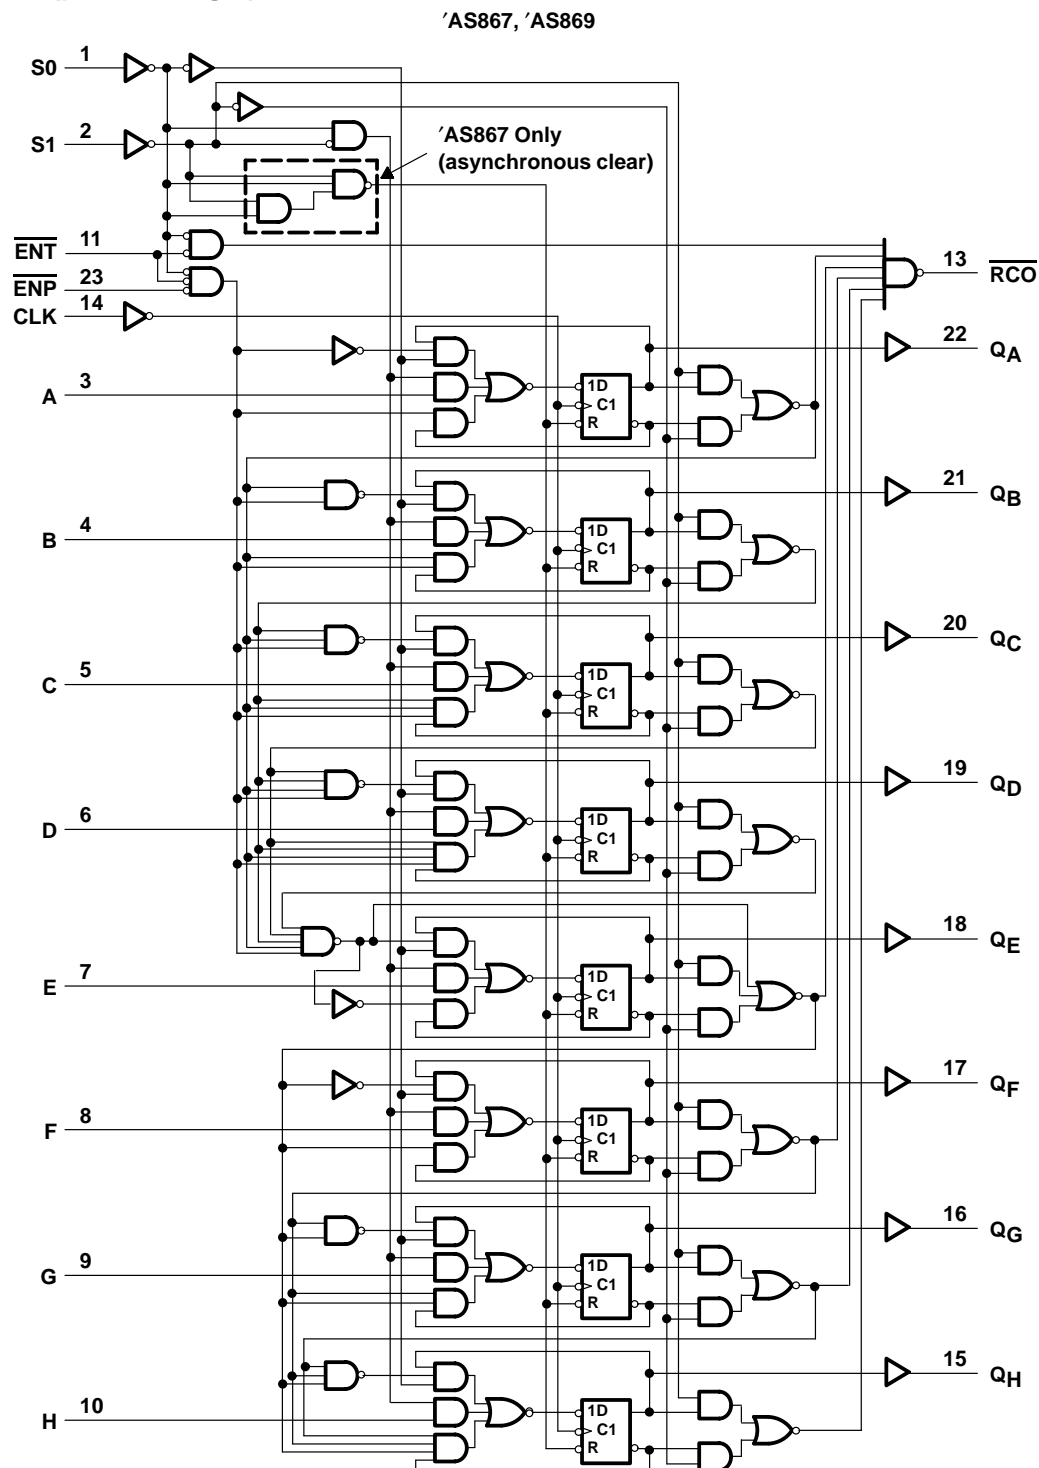 ′AS867, ′AS869
S0 1
S1 2
′AS867 Only
(asynchronous clear)
ENT 11
ENP 23
CLK 14
13 RCO
22 QA
A 3
1D
C1
R
21 QB
B 4
1D
C1
R
20 QC
C 5
1D
C1
R
19 QD
D 6
1D
C1
R
18 QE
E 7
1D
C1
R
17 QF
F 8
1D
C1
R
16 QG
G 9
1D
C1
R
15 QH
H 10
1D
C1
R